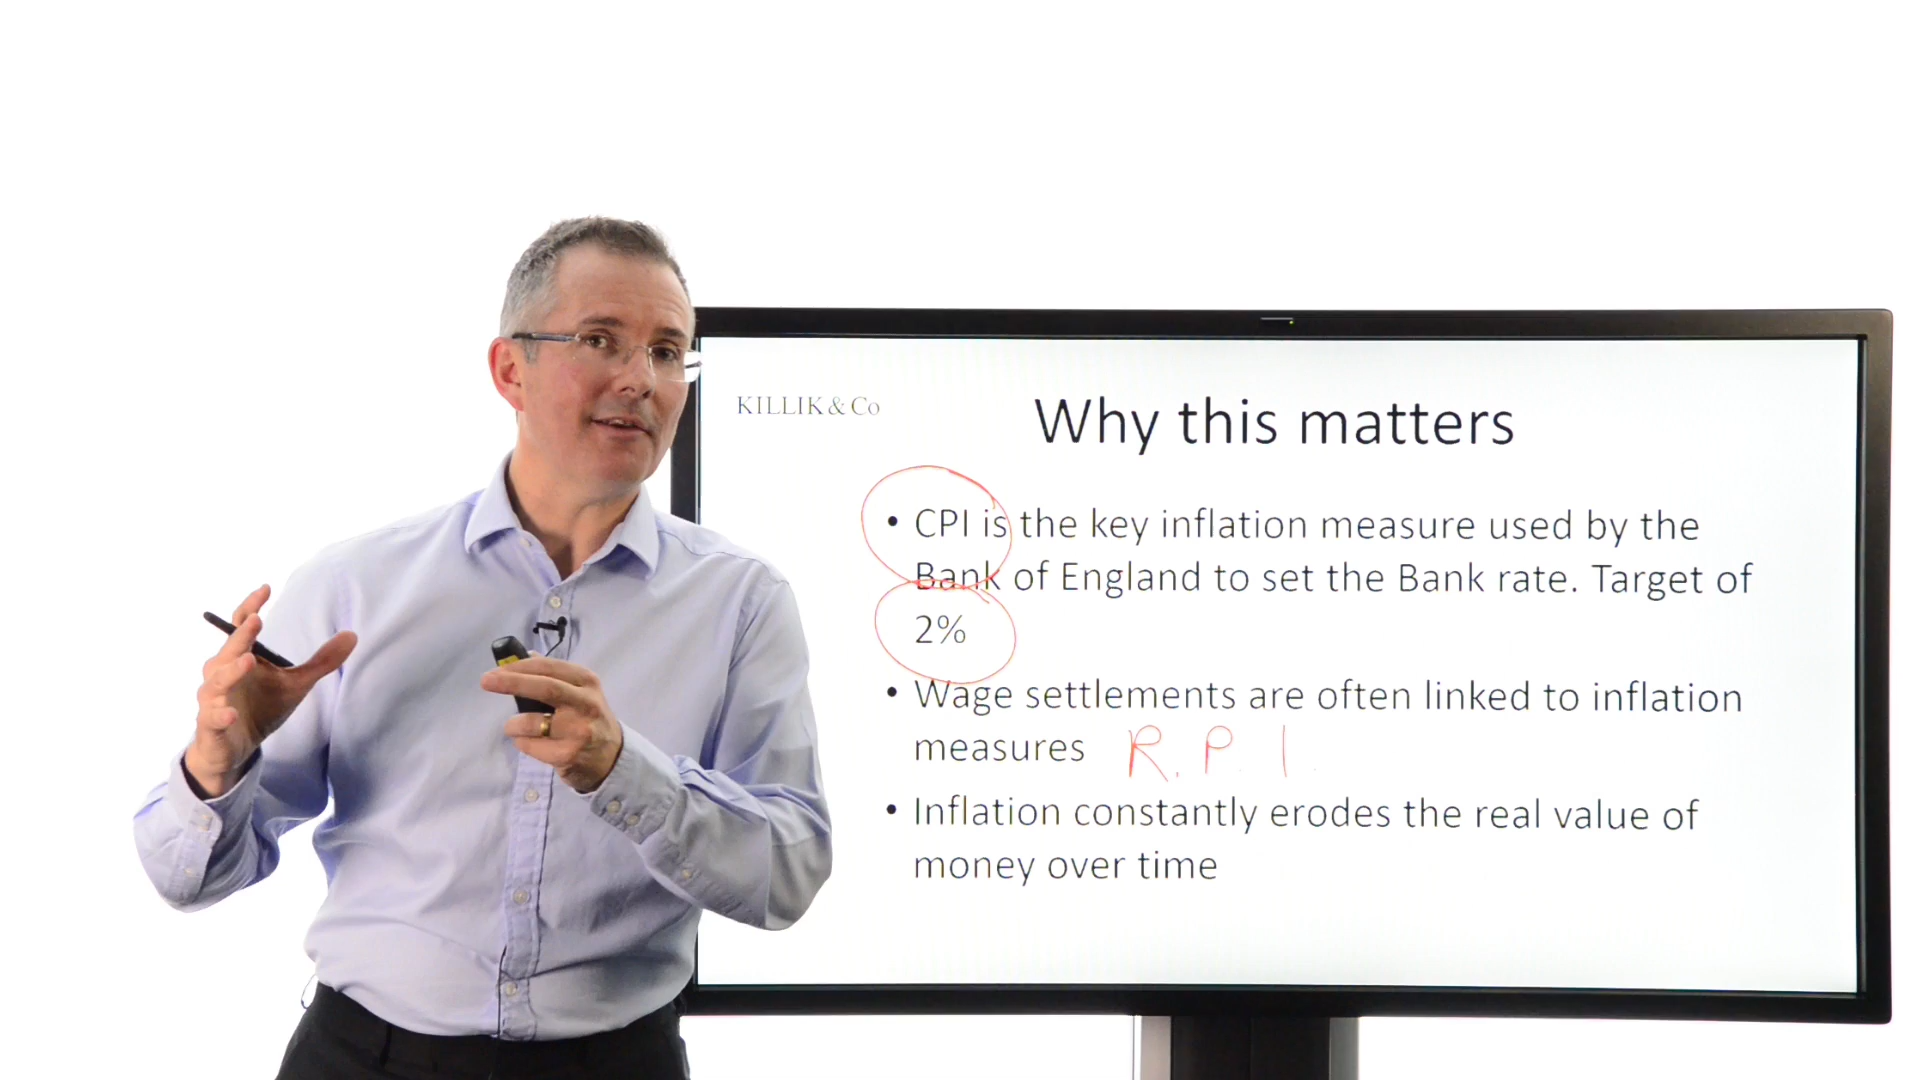 KILLIK & Co
Why this matters
• CPI is the key inflation measure used by the
Bank of England to set the Bank rate. Target of
2%
• Wage settlements are often linked to inflation
measures R. P. I.
• Inflation constantly erodes the real value of
money over time